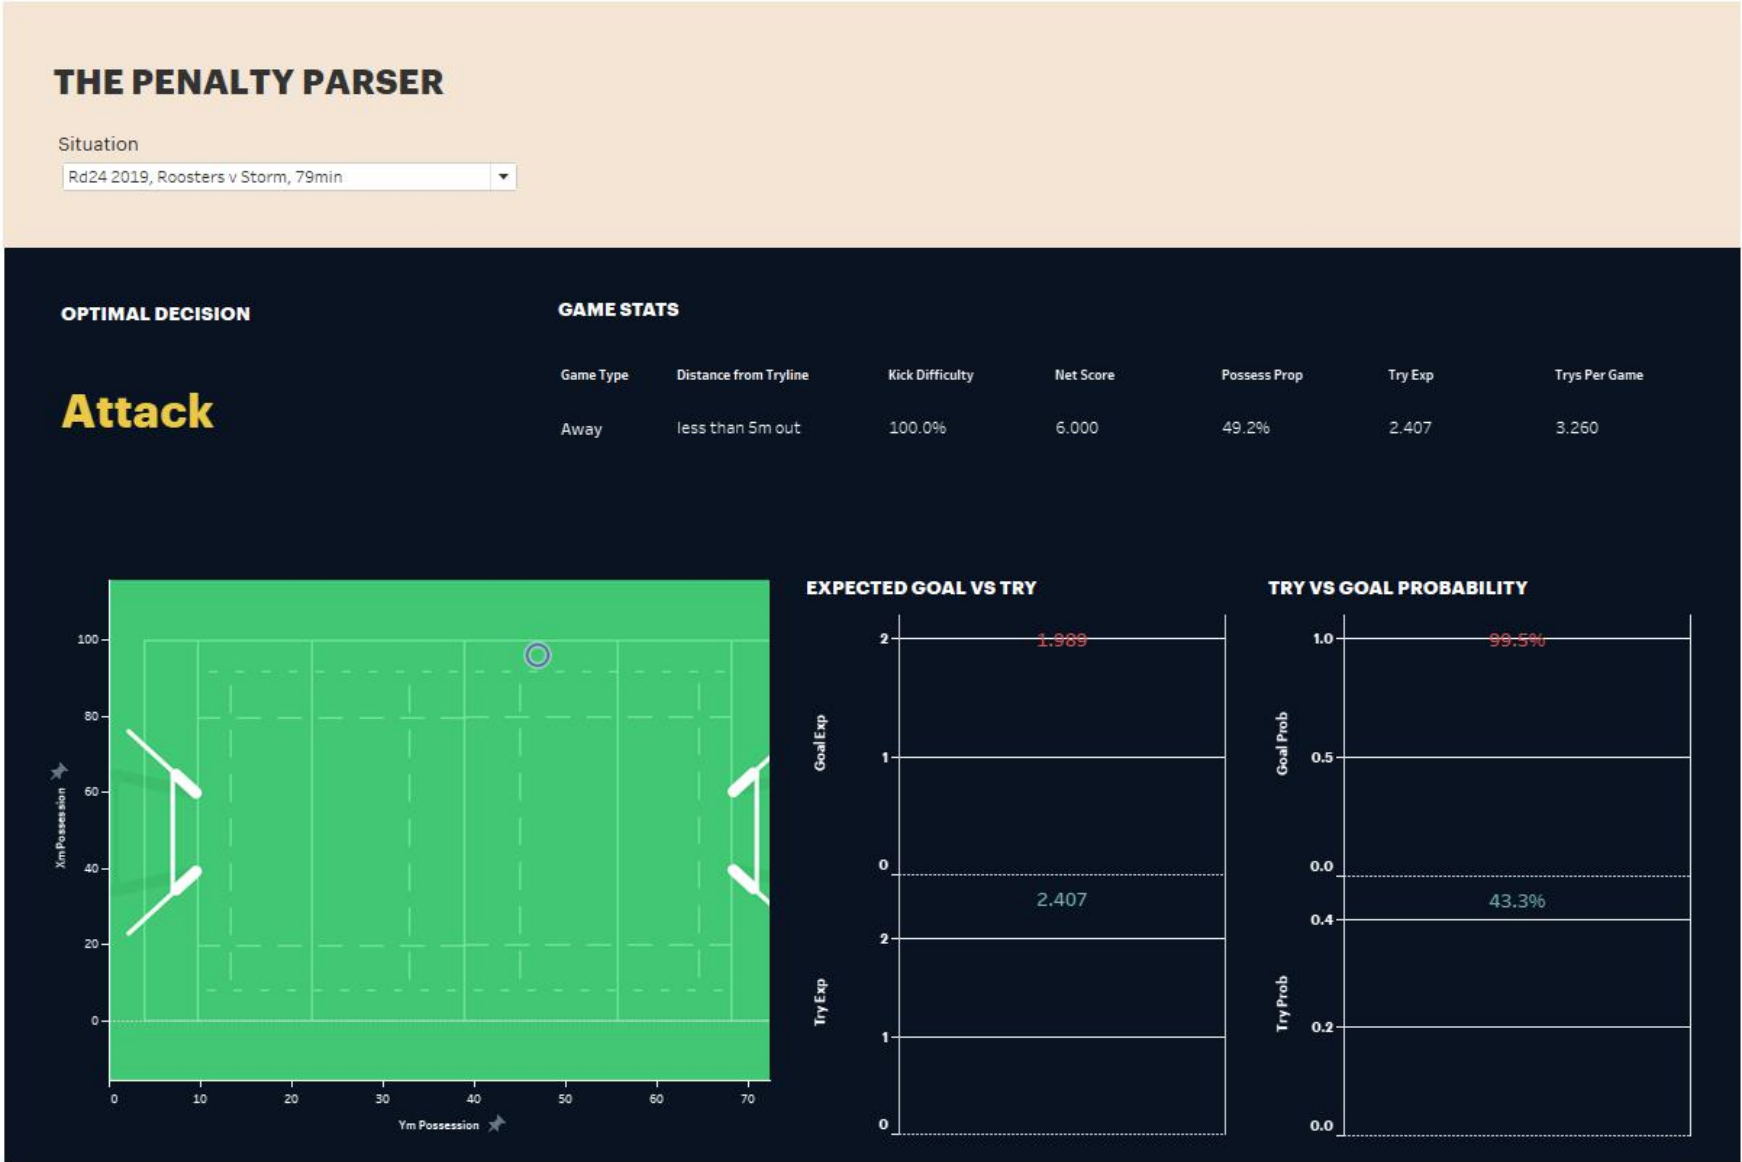 THE PENALTY PARSER
Situation
Rd24 2019, Roosters v Storm, 79min
OPTIMAL DECISION
Attack
GAME STATS
Game Type Distance from Tryline Kick Difficulty Net Score Possess Prop Try Exp Trys Per Game
Away less than 5m out 100.0% 6.000 49.2% 2.407 3.260
100
80
60
40
20
0
Xm Possession
0 10 20 30 40 50 60 70
Ym Possession
EXPECTED GOAL VS TRY
2
1.989
1
0
Goal Exp
2.407
2
1
0
Try Exp
TRY VS GOAL PROBABILITY
1.0
99.5%
0.5
0.0
Goal Prob
43.3%
0.4
0.2
0.0
Try Prob